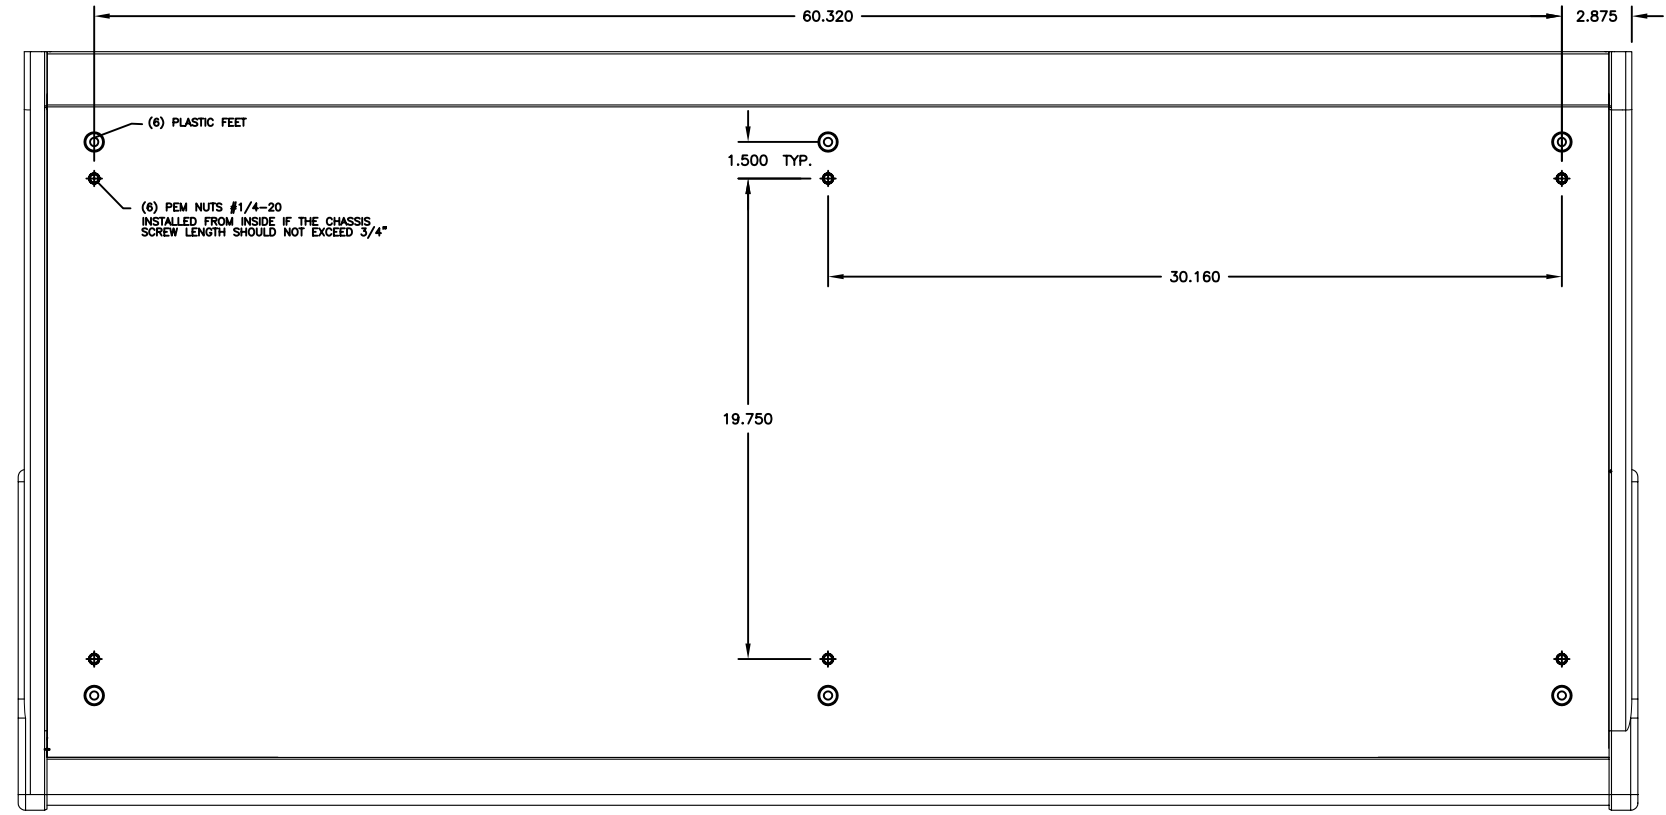 60.320
2.875
(6) PLASTIC FEET
1.500 TYP.
(6) PEM NUTS #1/4-20
INSTALLED FROM INSIDE IF THE CHASSIS
SCREW LENGTH SHOULD NOT EXCEED 3/4"
30.160
19.750